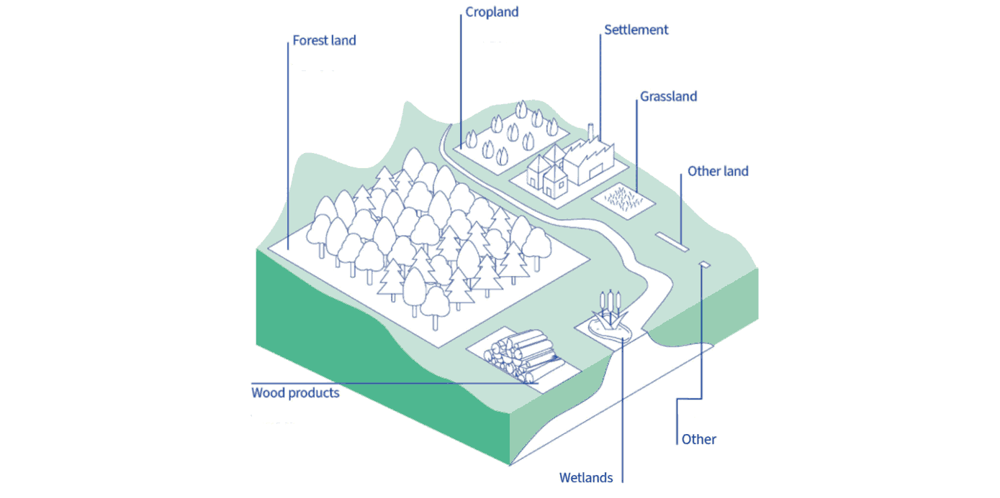 Cropland
Settlement
Forest land
Grassland
Other land
Wood products
Other
Wetlands